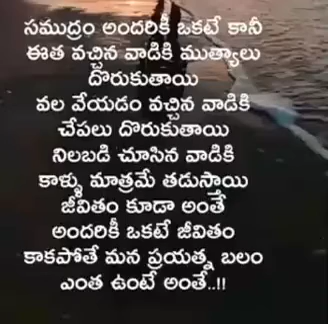 సముద్రం అందరికీ ఒకటే కానీ
ఈత వచ్చిన వాడికి ముత్యాలు
దొరుకుతాయి
వల వేయడం వచ్చిన వాడికి
చేపలు దొరుకుతాయి
నిలబడి చూసిన వాడికి
కాళ్ళు మాత్రమే తడుస్తాయి
జీవితం కూడా అంతే
అందరికీ ఒకటే జీవితం
కాకపోతే మన ప్రయత్న బలం
ఎంత ఉంటే అంతే..!!